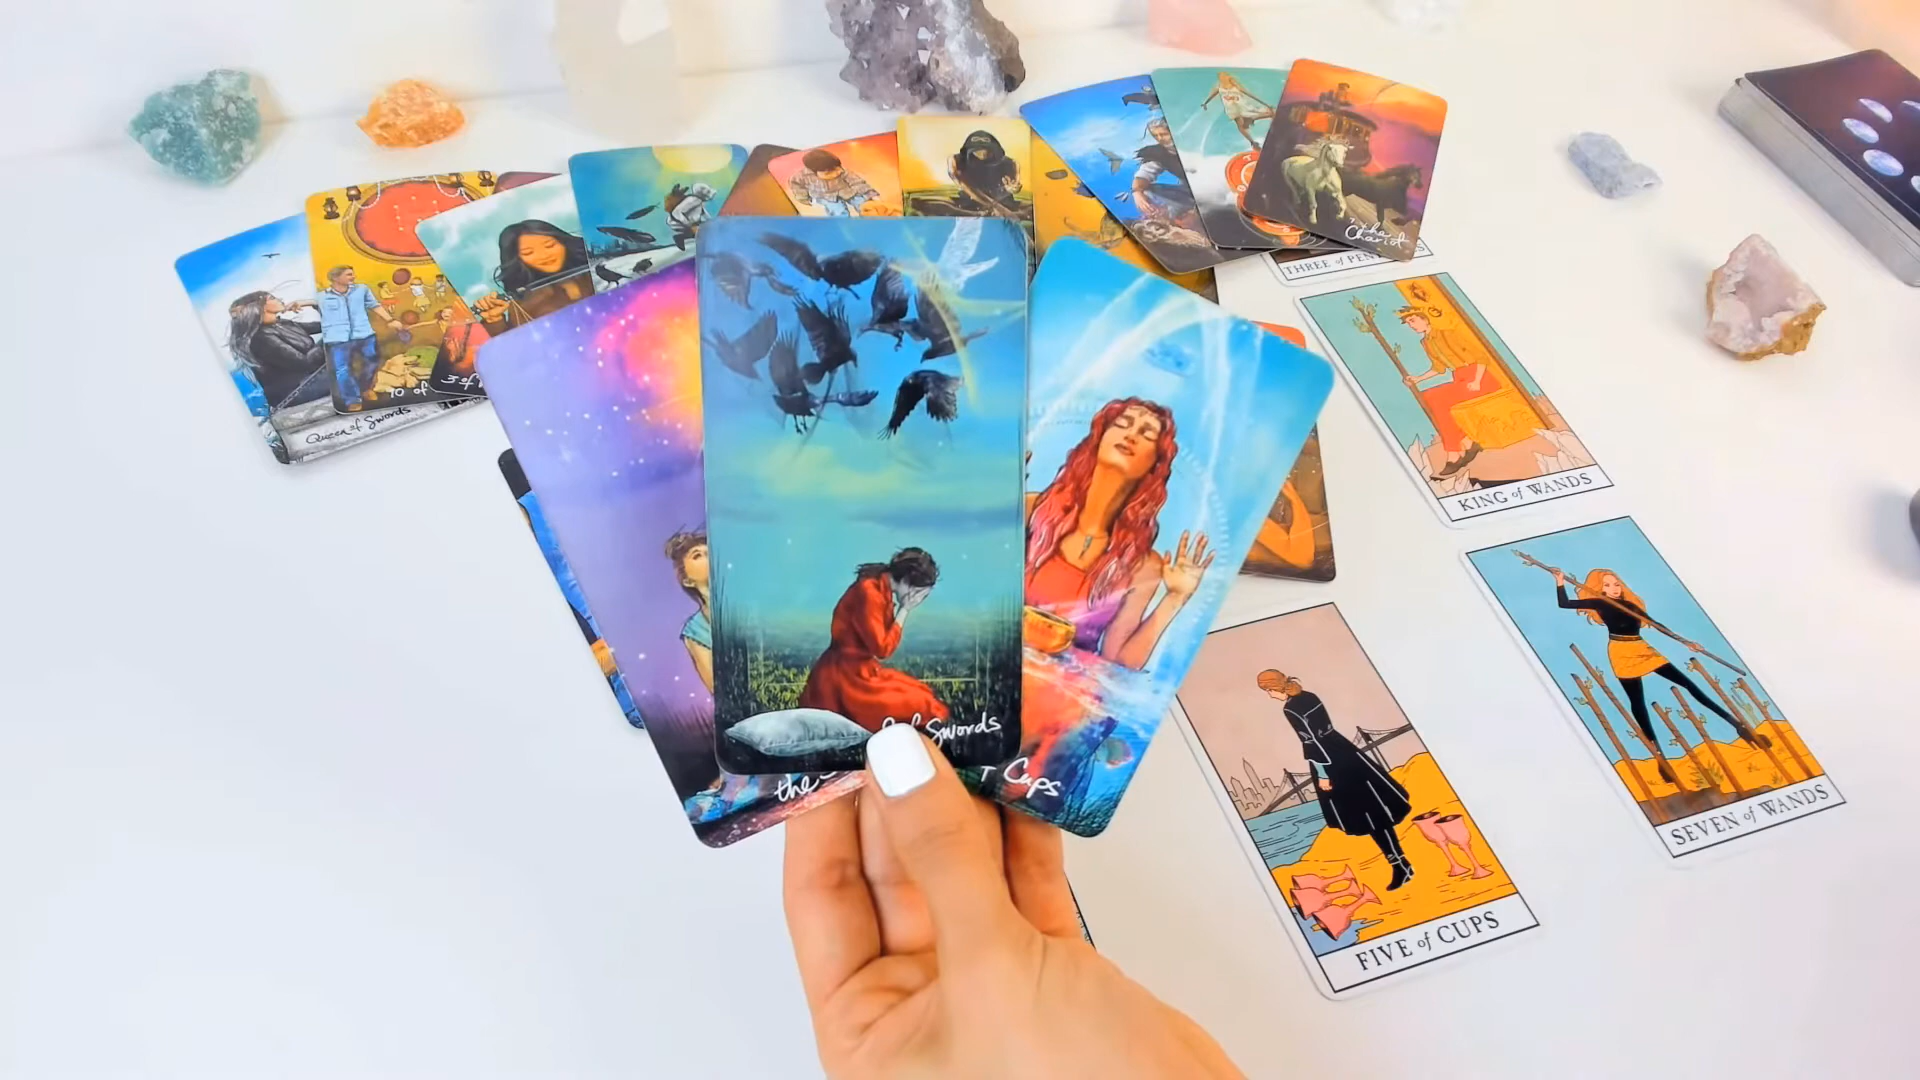 the Chariot
THREE of PEN
10 of
3 of
Queen of Swords
KING of WANDS
of Swords
the
Cups
SEVEN of WANDS
FIVE of CUPS